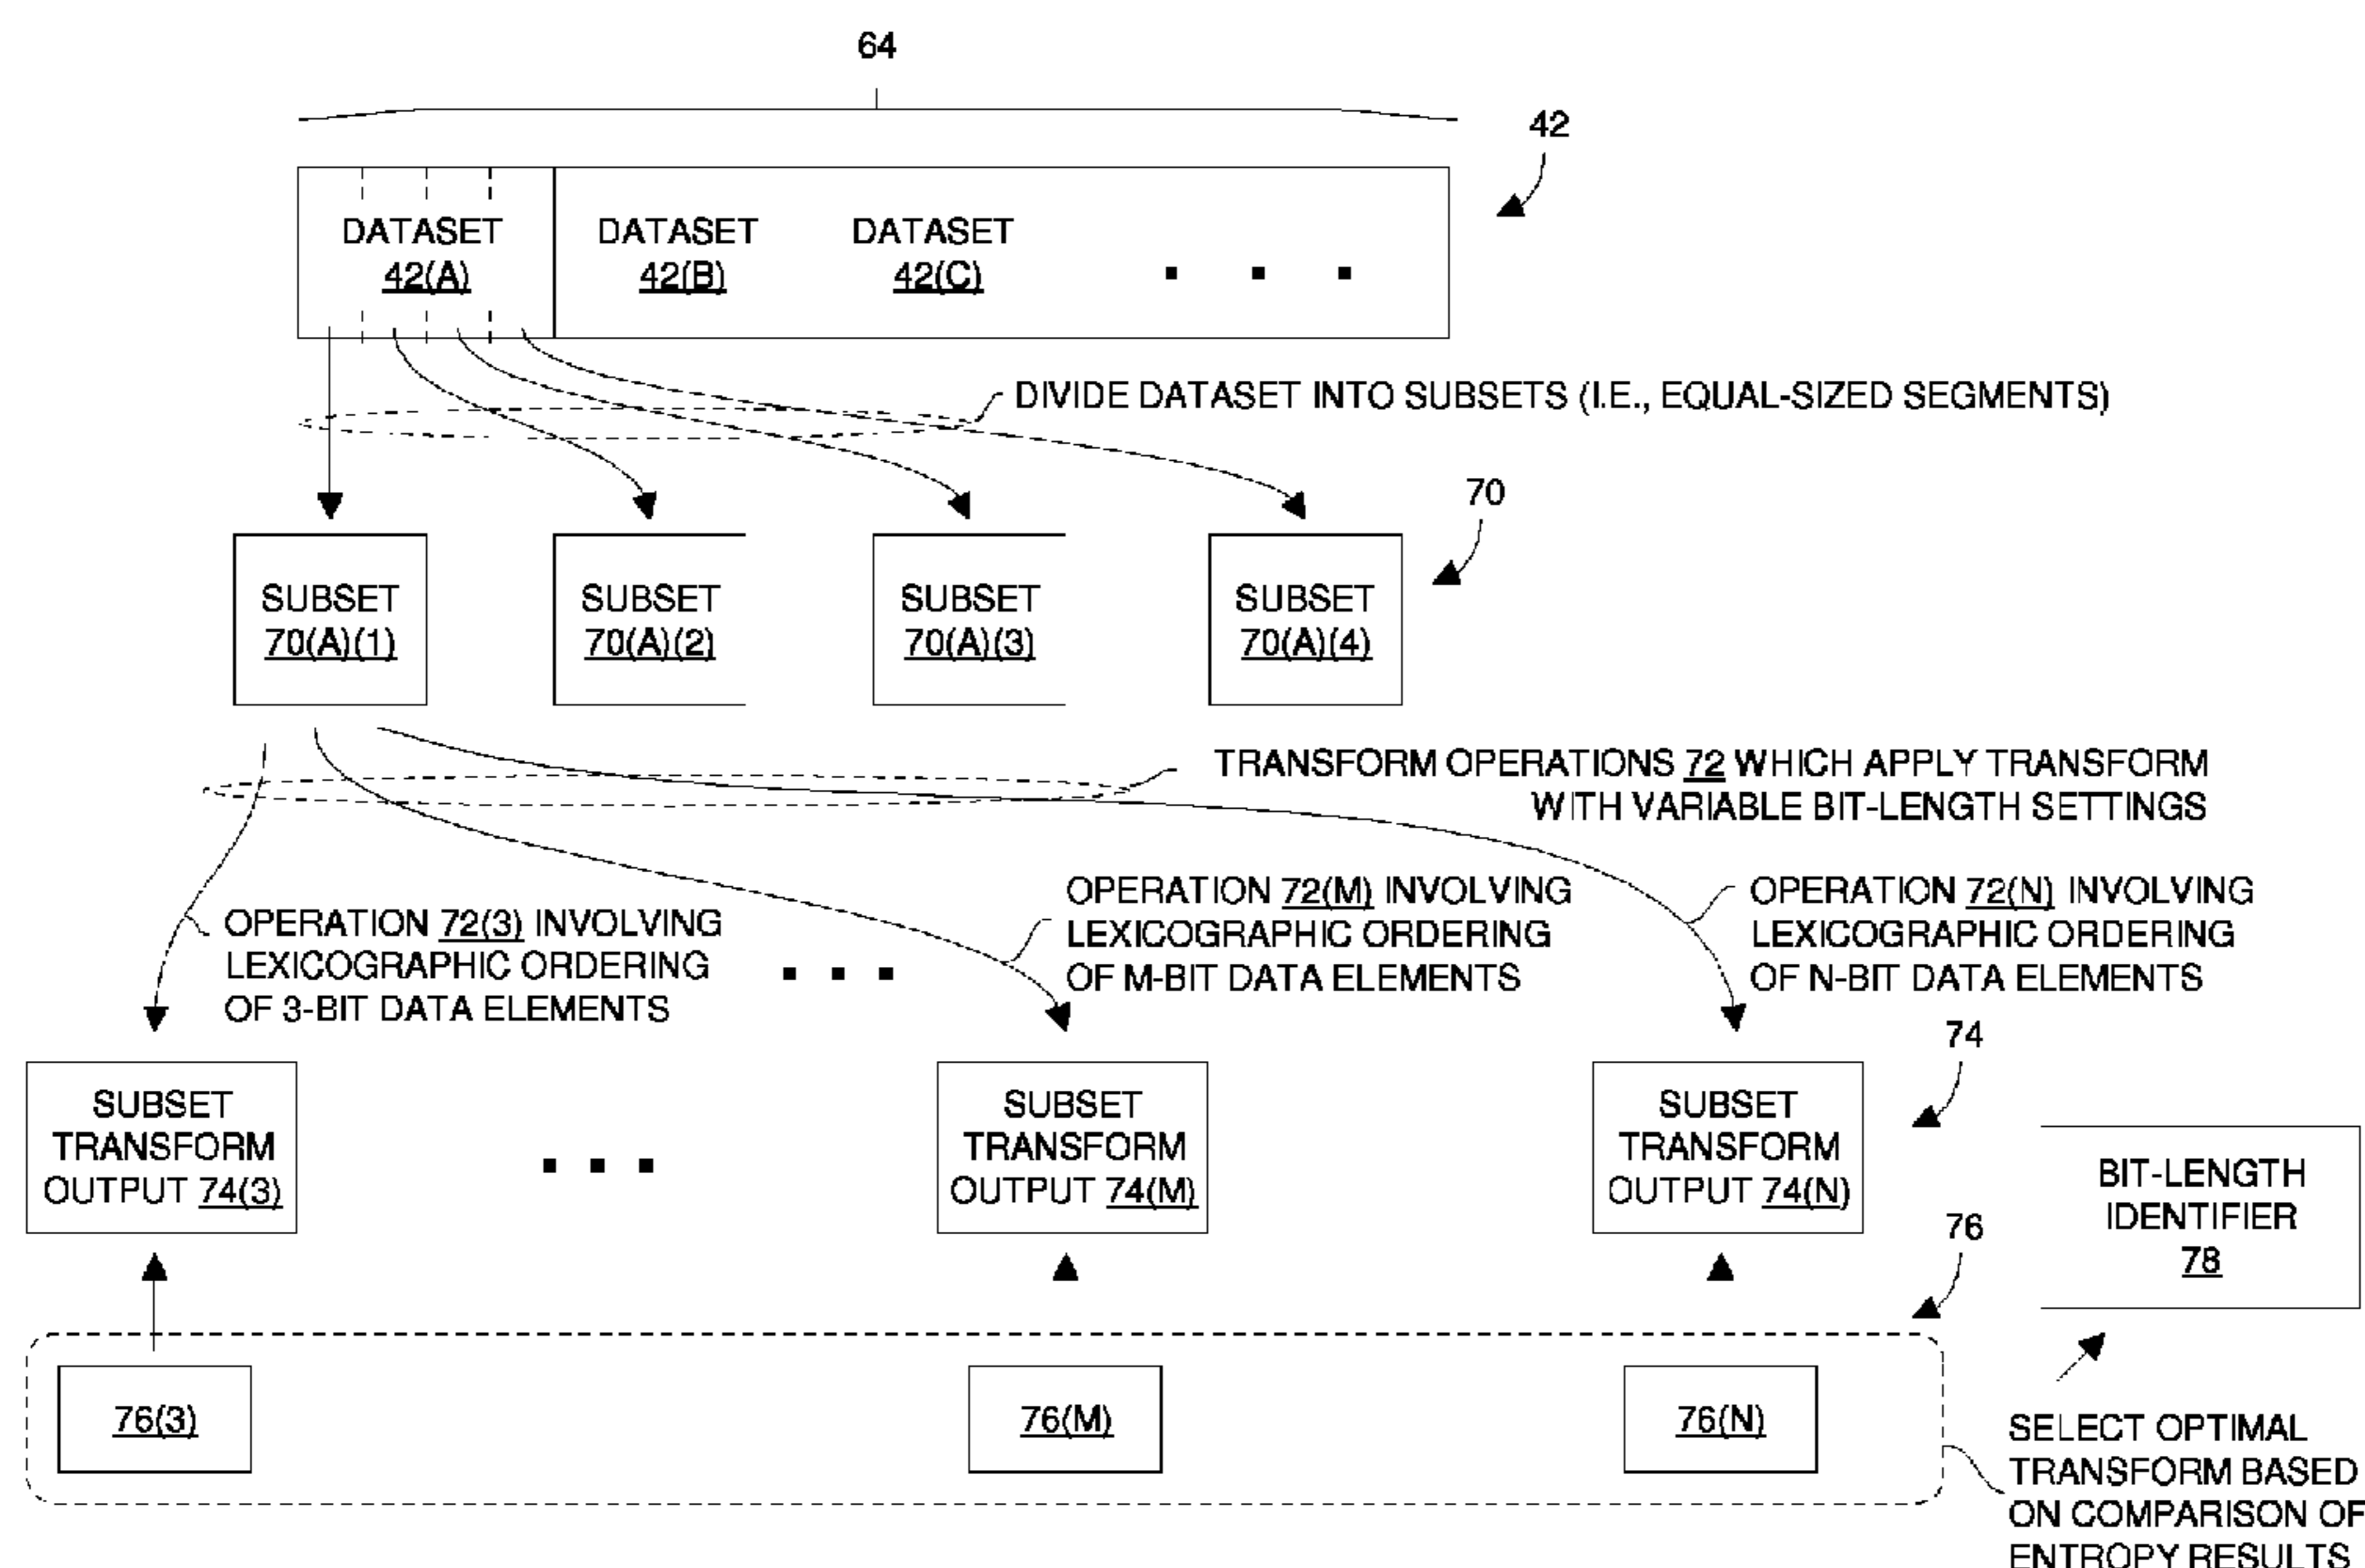 64
42
DATASET
42(A)
DATASET
42(B)
DATASET
42(C)
DIVIDE DATASET INTO SUBSETS (I.E., EQUAL-SIZED SEGMENTS)
70
SUBSET
70(A)(1)
SUBSET
70(A)(2)
SUBSET
70(A)(3)
SUBSET
70(A)(4)
TRANSFORM OPERATIONS 72 WHICH APPLY TRANSFORM
WITH VARIABLE BIT-LENGTH SETTINGS
OPERATION 72(3) INVOLVING
LEXICOGRAPHIC ORDERING
OF 3-BIT DATA ELEMENTS
OPERATION 72(M) INVOLVING
LEXICOGRAPHIC ORDERING
OF M-BIT DATA ELEMENTS
OPERATION 72(N) INVOLVING
LEXICOGRAPHIC ORDERING
OF N-BIT DATA ELEMENTS
74
SUBSET
TRANSFORM
OUTPUT 74(3)
SUBSET
TRANSFORM
OUTPUT 74(M)
SUBSET
TRANSFORM
OUTPUT 74(N)
BIT-LENGTH
IDENTIFIER
78
76
76(3)
76(M)
76(N)
SELECT OPTIMAL
TRANSFORM BASED
ON COMPARISON OF
ENTROPY RESULTS